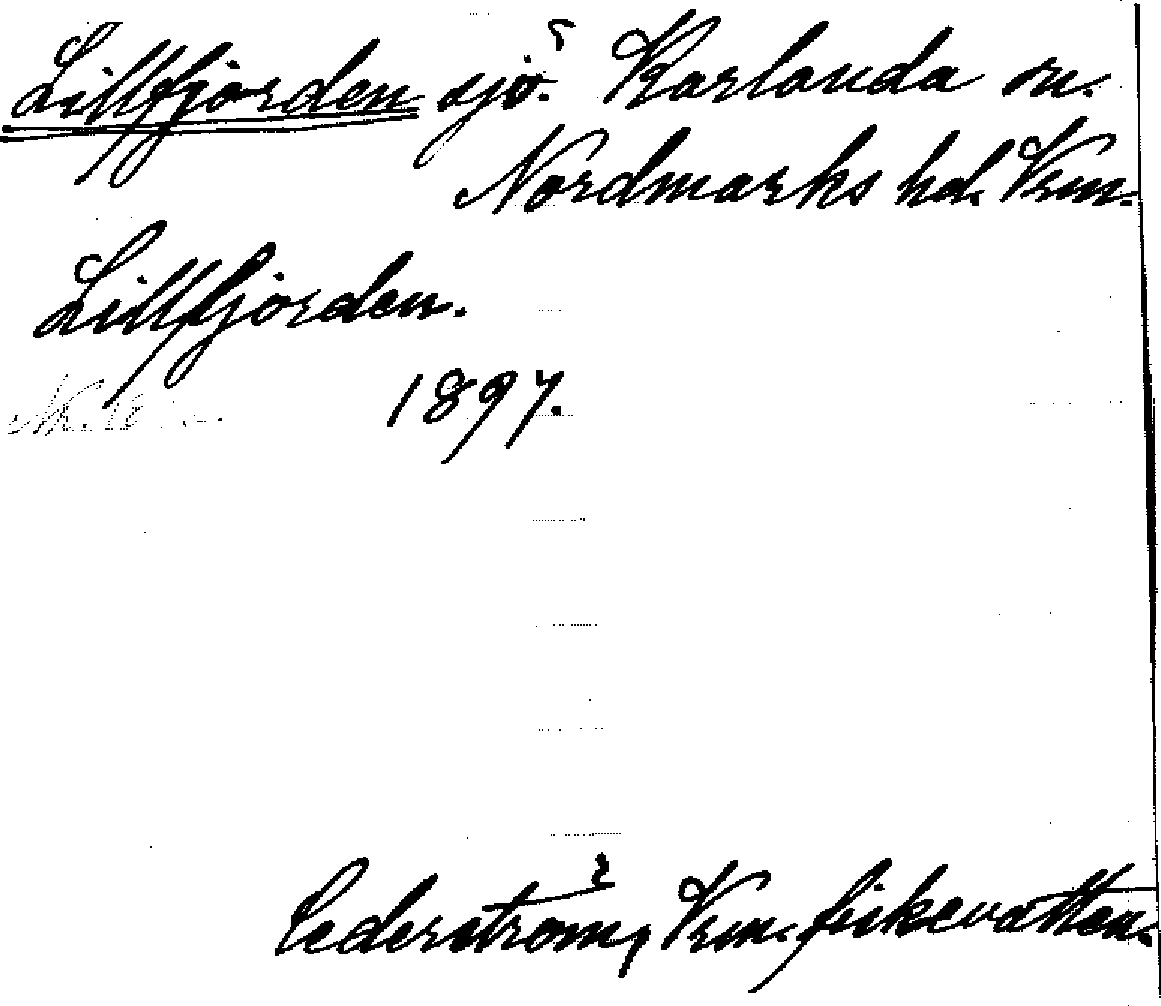 Lillfjorden sjö. Karlanda sn.
Nordmarks hd. Vrm.
Lillfjorden.
1897.
Cederström, Vrm. fiskevatten.